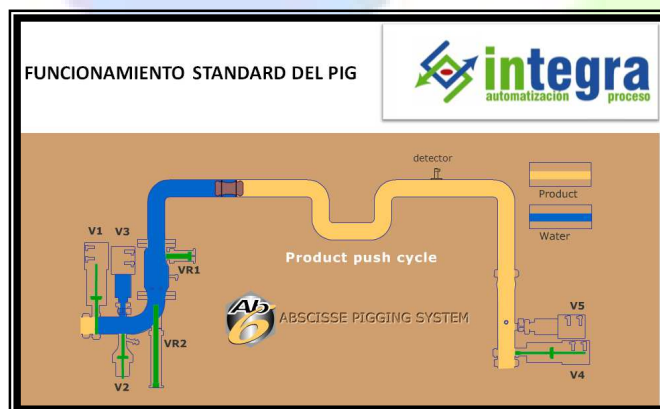 FUNCIONAMIENTO STANDARD DEL PIG
integra
automatización proceso
detector
Product
Water
V1
V3
VR1
Product push cycle
ABSCISSE PIGGING SYSTEM
VR2
V2
V5
V4